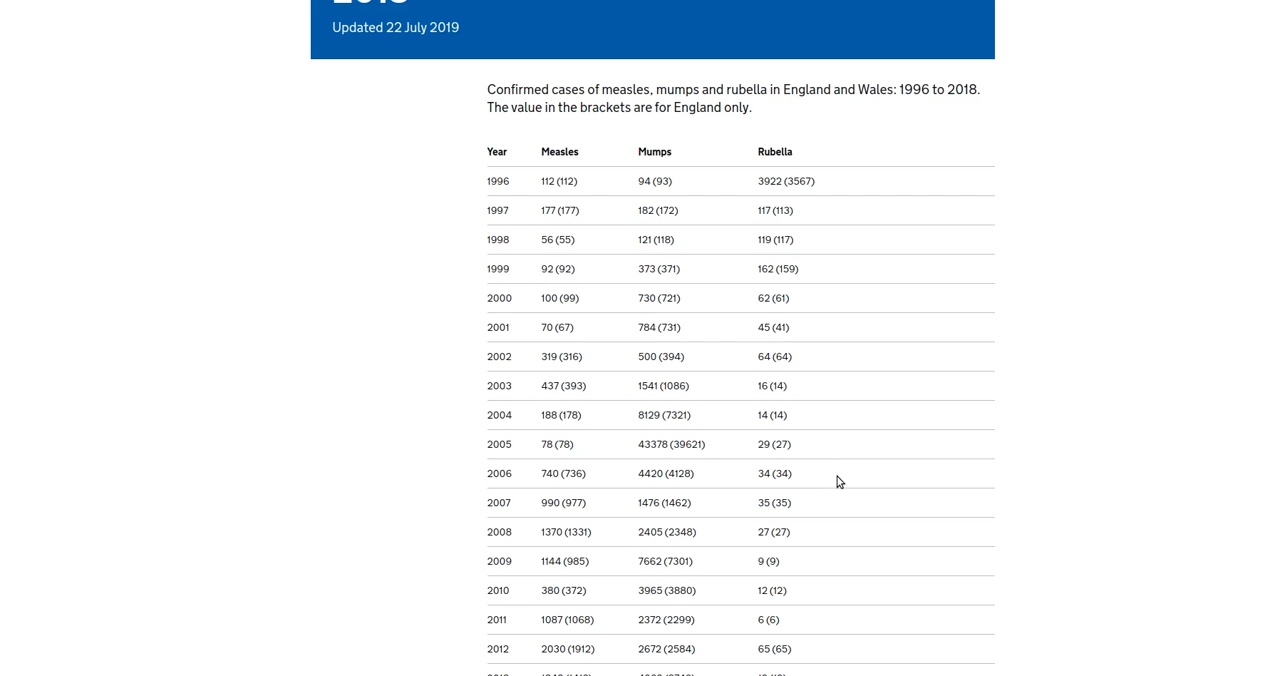 Updated 22 July 2019
Confirmed cases of measles, mumps and rubella in England and Wales: 1996 to 2018.
The value in the brackets are for England only.
Year Measles Mumps Rubella
1996 112 (112) 94 (93) 3922 (3567)
1997 177 (177) 182 (172) 117 (113)
1998 56 (55) 121 (118) 119 (117)
1999 92 (92) 373 (371) 162 (159)
2000 100 (99) 730 (721) 62 (61)
2001 70 (67) 784 (731) 45 (41)
2002 319 (316) 500 (394) 64 (64)
2003 437 (393) 1541 (1086) 16 (14)
2004 188 (178) 8129 (7321) 14 (14)
2005 78 (78) 43378 (39621) 29 (27)
2006 740 (736) 4420 (4128) 34 (34)
2007 990 (977) 1476 (1462) 35 (35)
2008 1370 (1331) 2405 (2348) 27 (27)
2009 1144 (985) 7662 (7301) 9 (9)
2010 380 (372) 3965 (3880) 12 (12)
2011 1087 (1068) 2372 (2299) 6 (6)
2012 2030 (1912) 2672 (2584) 65 (65)